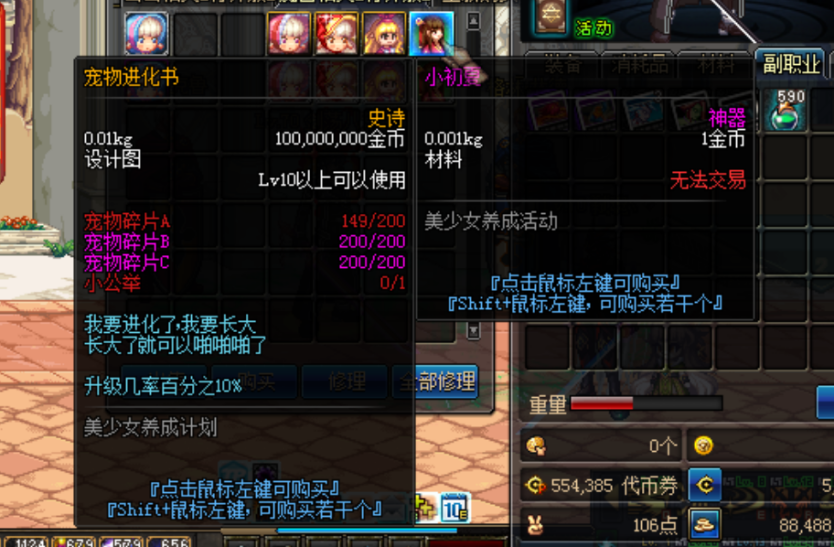 活动
装备
消耗品
材料
副职业
590
宠物进化书
史诗
0.01kg
100,000,000金币
设计图
Lv10以上可以使用
宠物碎片A 149/200
宠物碎片B 200/200
宠物碎片C 200/200
小公举 0/1
我要进化了,我要长大
长大了就可以啪啪啪了
升级几率百分之10%
美少女养成计划
『点击鼠标左键可购买』
『Shift+鼠标左键, 可购买若干个』
神器
0.001kg
1金币
材料
无法交易
美少女养成活动
『点击鼠标左键可购买』
『Shift+鼠标左键, 可购买若干个』
购买
修理
全部修理
重量
0个
554,385 代币券
106点
88,488